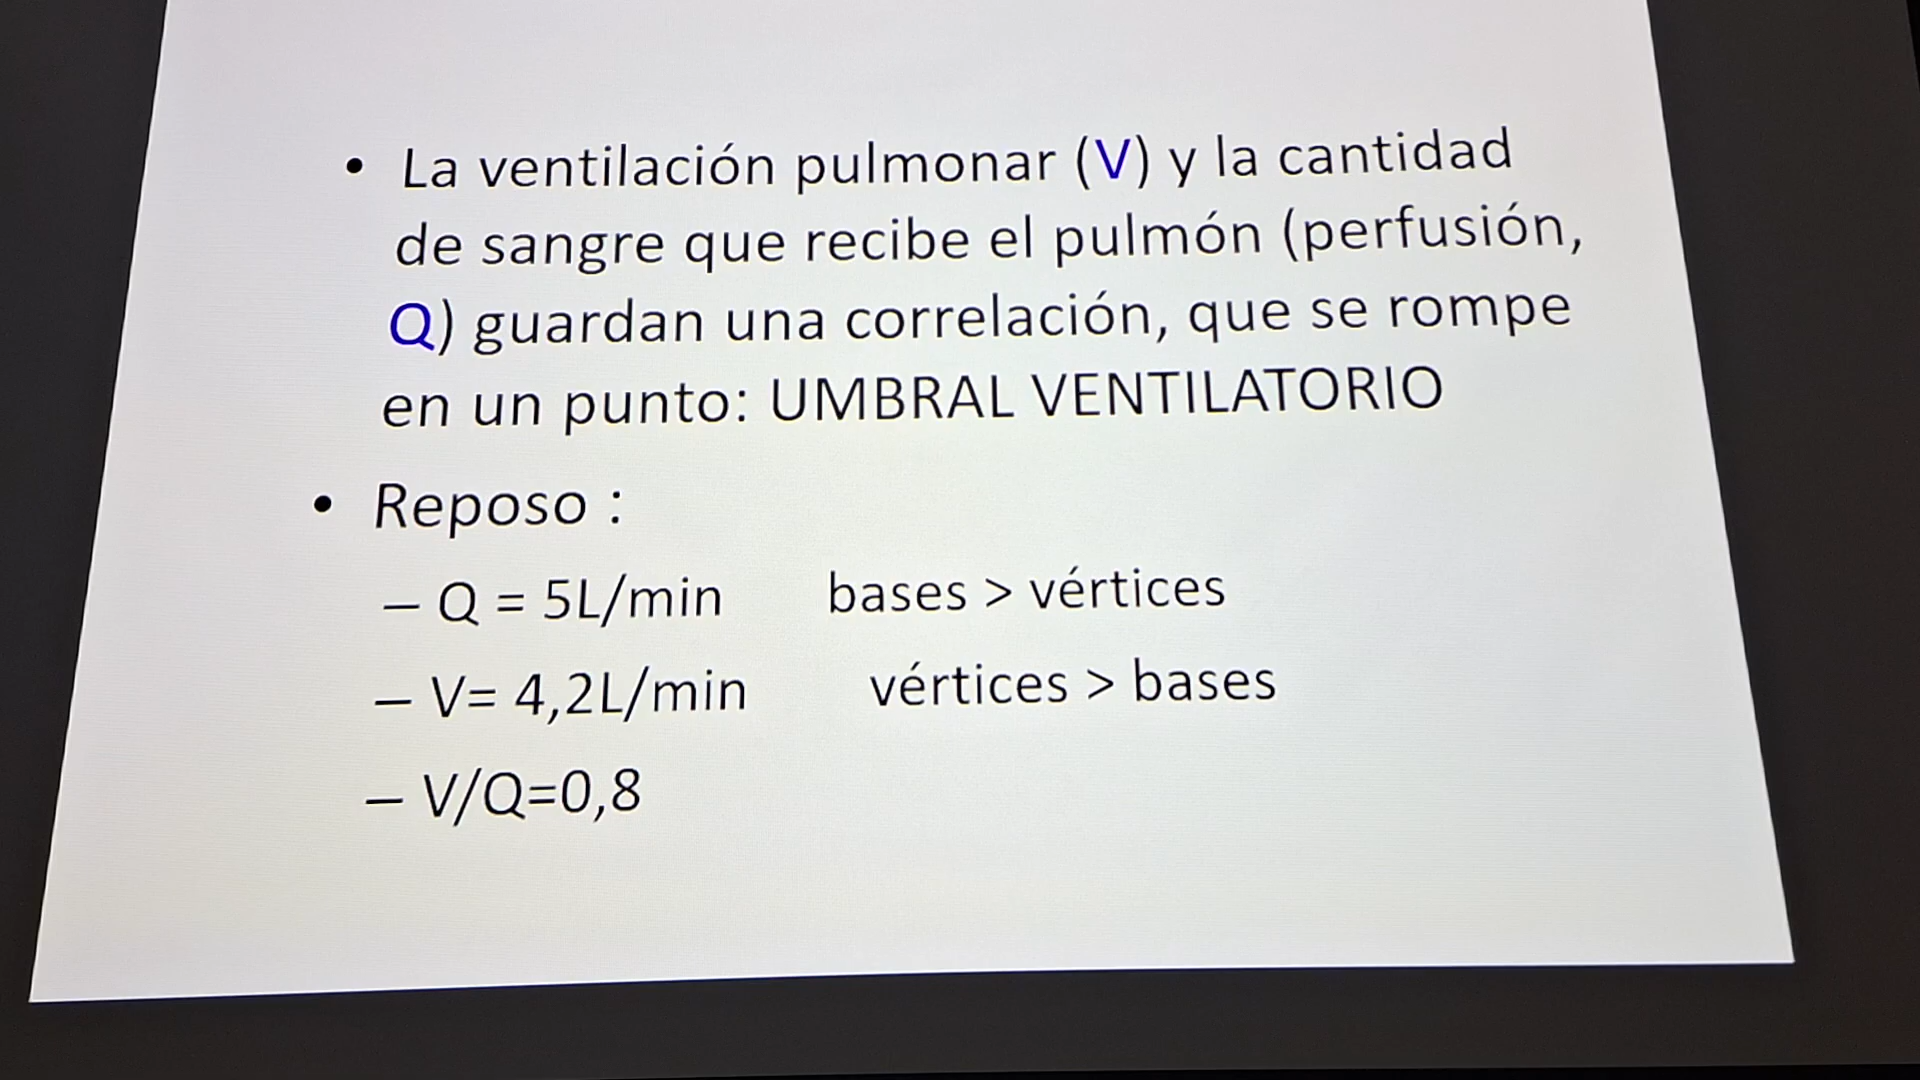 • La ventilación pulmonar (V) y la cantidad
de sangre que recibe el pulmón (perfusión,
Q) guardan una correlación, que se rompe
en un punto: UMBRAL VENTILATORIO
• Reposo :
– Q = 5L/min bases > vértices
– V= 4,2L/min vértices > bases
– V/Q=0,8